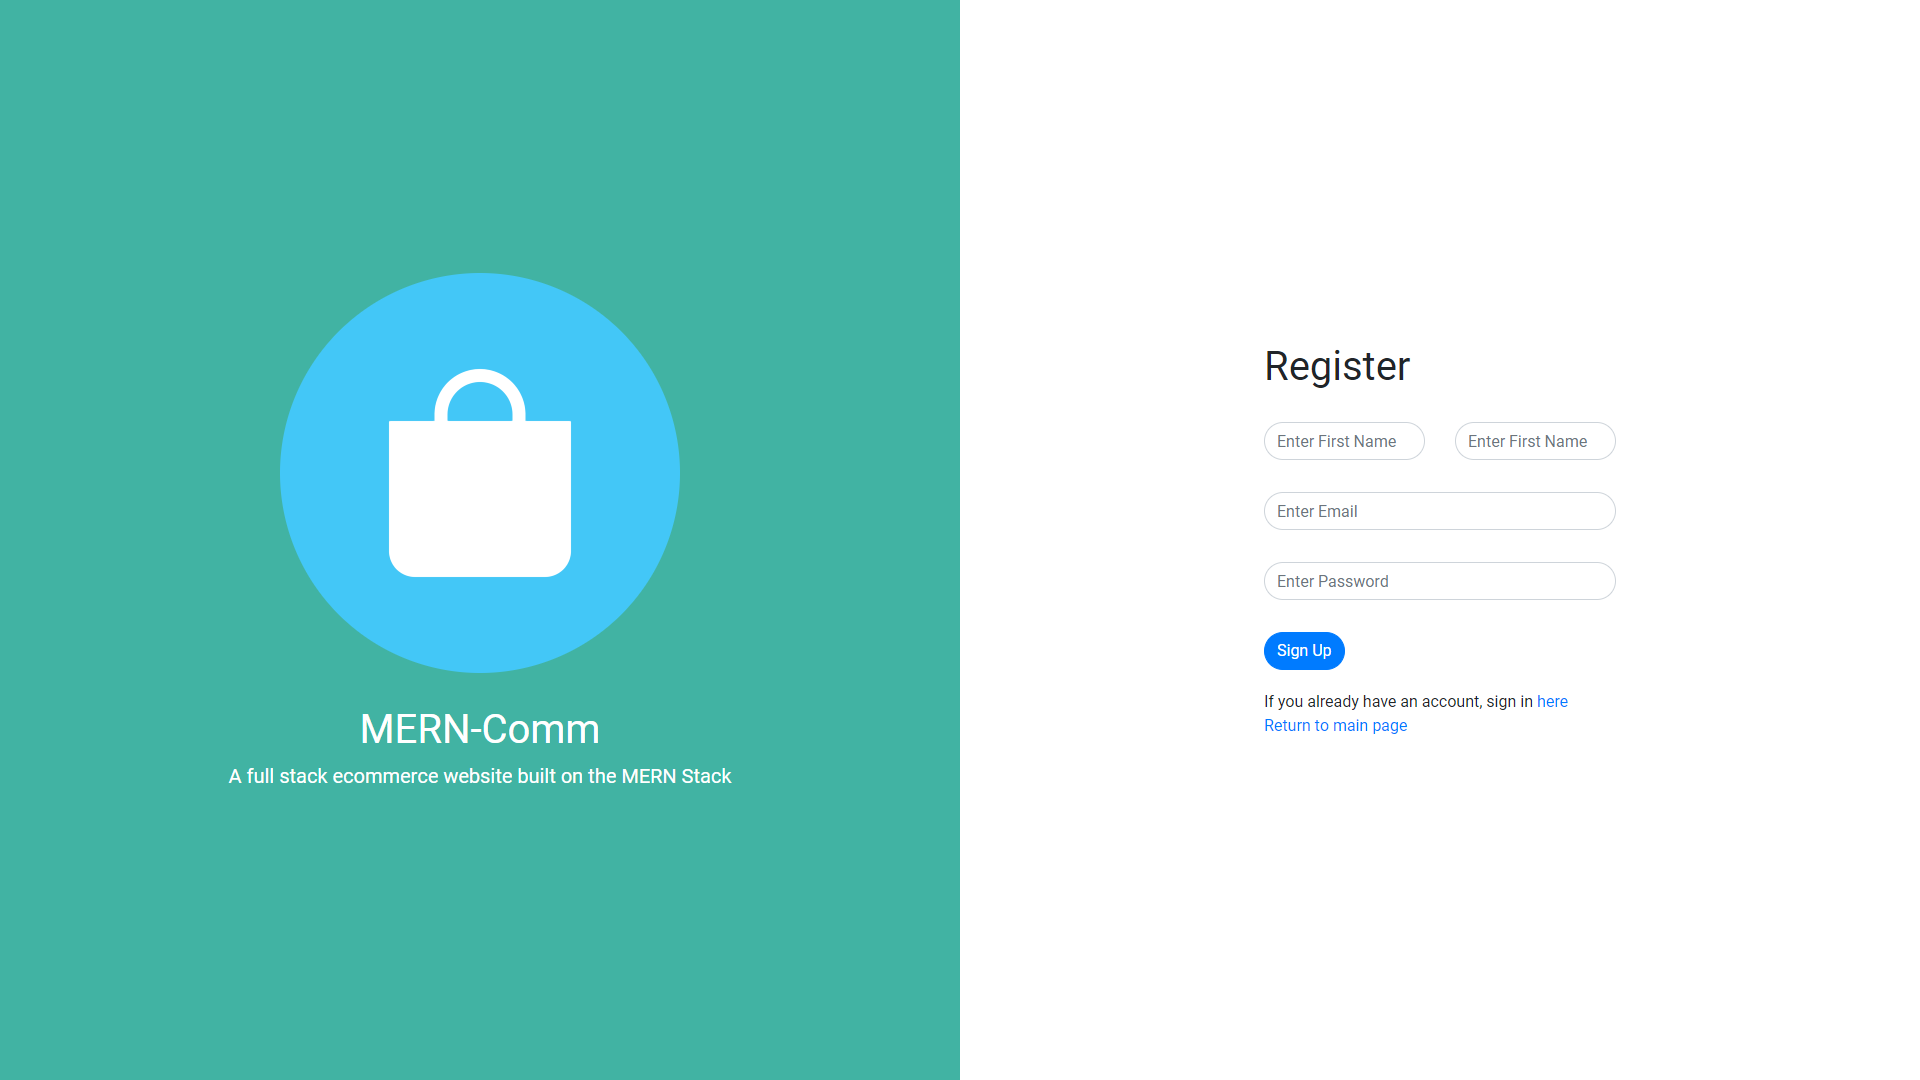 MERN-Comm
A full stack ecommerce website built on the MERN Stack
Register
Enter First Name Enter First Name
Enter Email
Enter Password
Sign Up
If you already have an account, sign in here
Return to main page